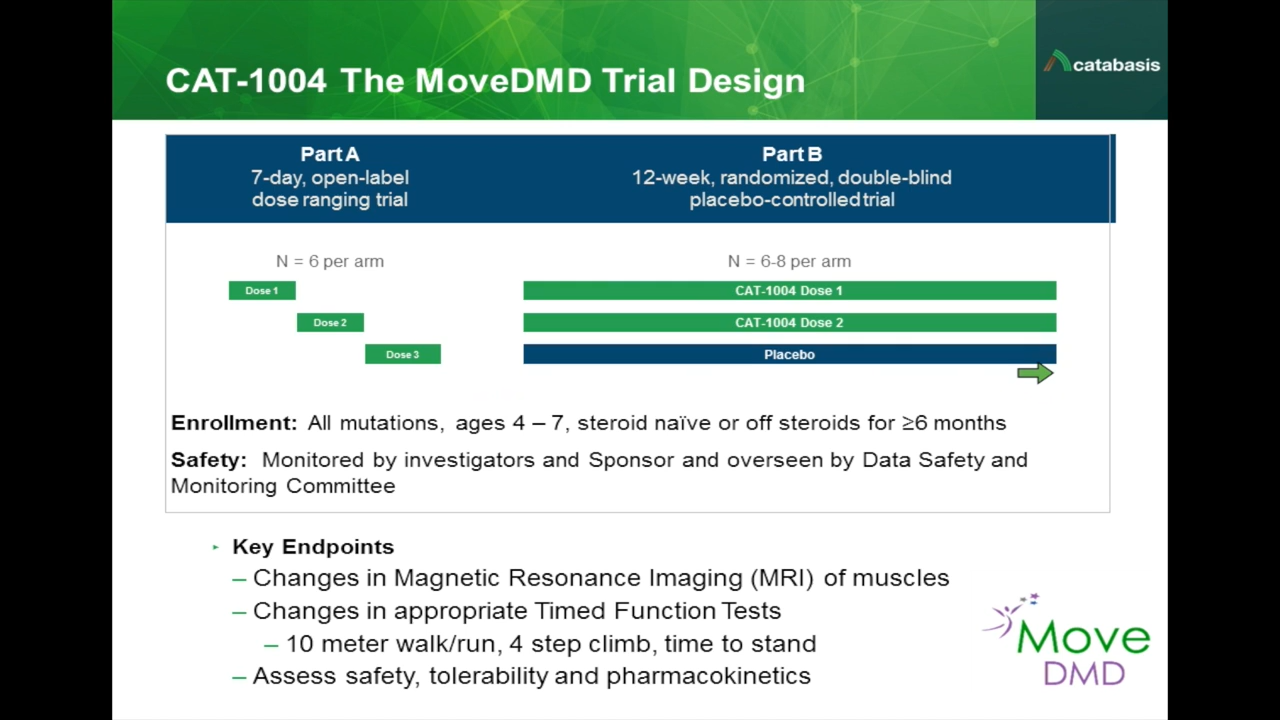 CAT-1004 The MoveDMD Trial Design
catabasis
Part A
7-day, open-label
dose ranging trial
Part B
12-week, randomized, double-blind
placebo-controlled trial
N = 6 per arm
Dose 1
Dose 2
Dose 3
N = 6-8 per arm
CAT-1004 Dose 1
CAT-1004 Dose 2
Placebo
Enrollment: All mutations, ages 4 – 7, steroid naïve or off steroids for ≥6 months
Safety: Monitored by investigators and Sponsor and overseen by Data Safety and
Monitoring Committee
Key Endpoints
– Changes in Magnetic Resonance Imaging (MRI) of muscles
– Changes in appropriate Timed Function Tests
– 10 meter walk/run, 4 step climb, time to stand
– Assess safety, tolerability and pharmacokinetics
Move
DMD